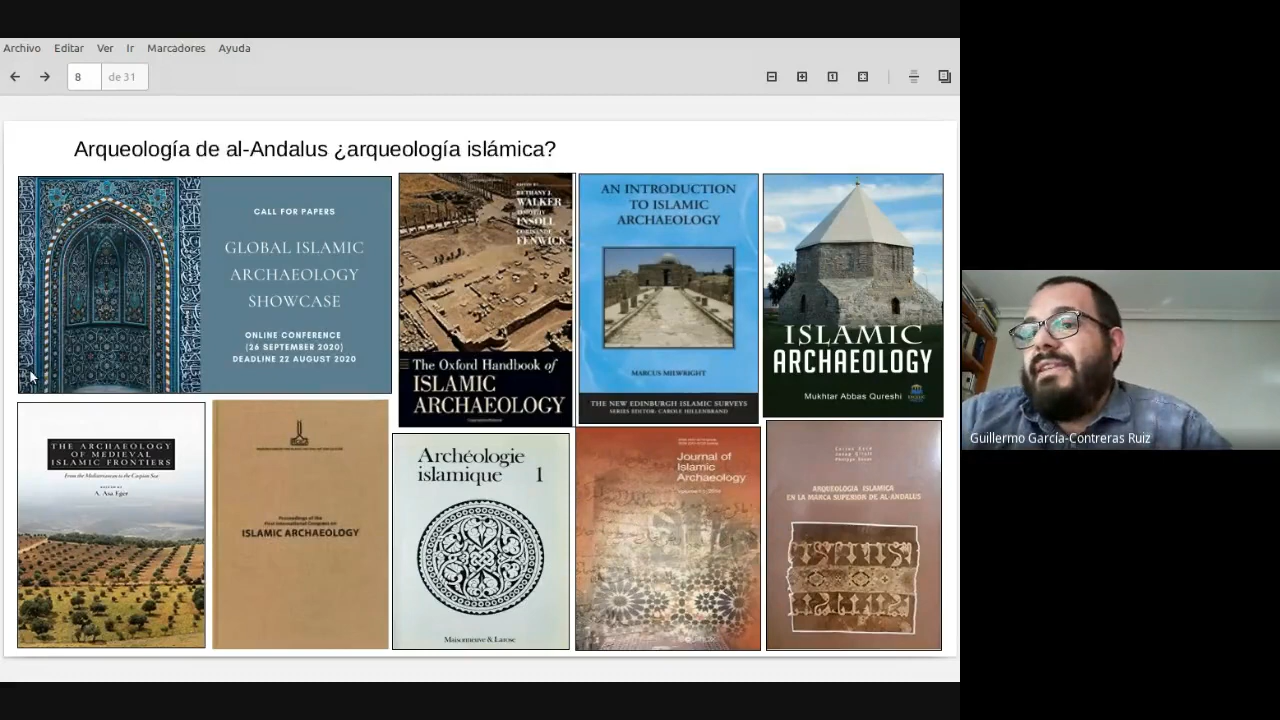 Archivo Editar Ver Ir Marcadores Ayuda
8 de 31
Arqueología de al-Andalus ¿arqueología islámica?
CALL FOR PAPERS
GLOBAL ISLAMIC
ARCHAEOLOGY
SHOWCASE
ONLINE CONFERENCE
(26 SEPTEMBER 2020)
DEADLINE 22 AUGUST 2020
BETHANY J.
WALKER
TIMOTHY
INSOLL
CORISANDE
FENWICK
The Oxford Handbook of
ISLAMIC
ARCHAEOLOGY
AN INTRODUCTION
TO ISLAMIC
ARCHAEOLOGY
MARCUS MILWRIGHT
THE NEW EDINBURGH ISLAMIC SURVEYS
SERIES EDITOR: CAROLE HILLENBRAND
ISLAMIC
ARCHAEOLOGY
Mukhtar Abbas Qureshi
THE ARCHAEOLOGY
OF MEDIEVAL
ISLAMIC FRONTIERS
From the Mediterranean to the Caspian Sea
A. Asa Eger
Proceedings of the
First International Congress on
ISLAMIC ARCHAEOLOGY
Archéologie
islamique 1
Maisonneuve & Larose
Journal of
Islamic
Archaeology
ARQUEOLOGIA ISLAMICA
EN LA MARCA SUPERIOR DE AL-ANDALUS
Guillermo García-Contreras Ruiz